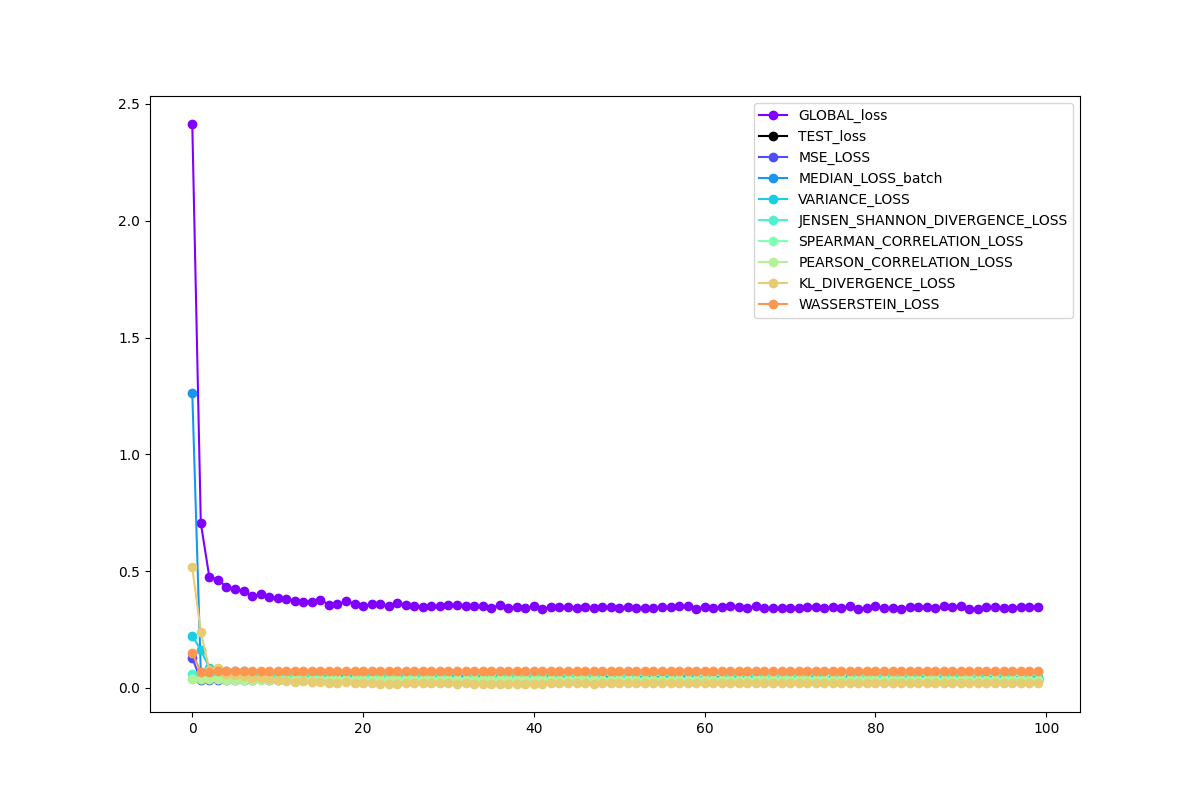 2.5
2.0
1.5
1.0
0.5
0.0
0
20
40
60
80
100
GLOBAL_loss
TEST_loss
MSE_LOSS
MEDIAN_LOSS_batch
VARIANCE_LOSS
JENSEN_SHANNON_DIVERGENCE_LOSS
SPEARMAN_CORRELATION_LOSS
PEARSON_CORRELATION_LOSS
KL_DIVERGENCE_LOSS
WASSERSTEIN_LOSS